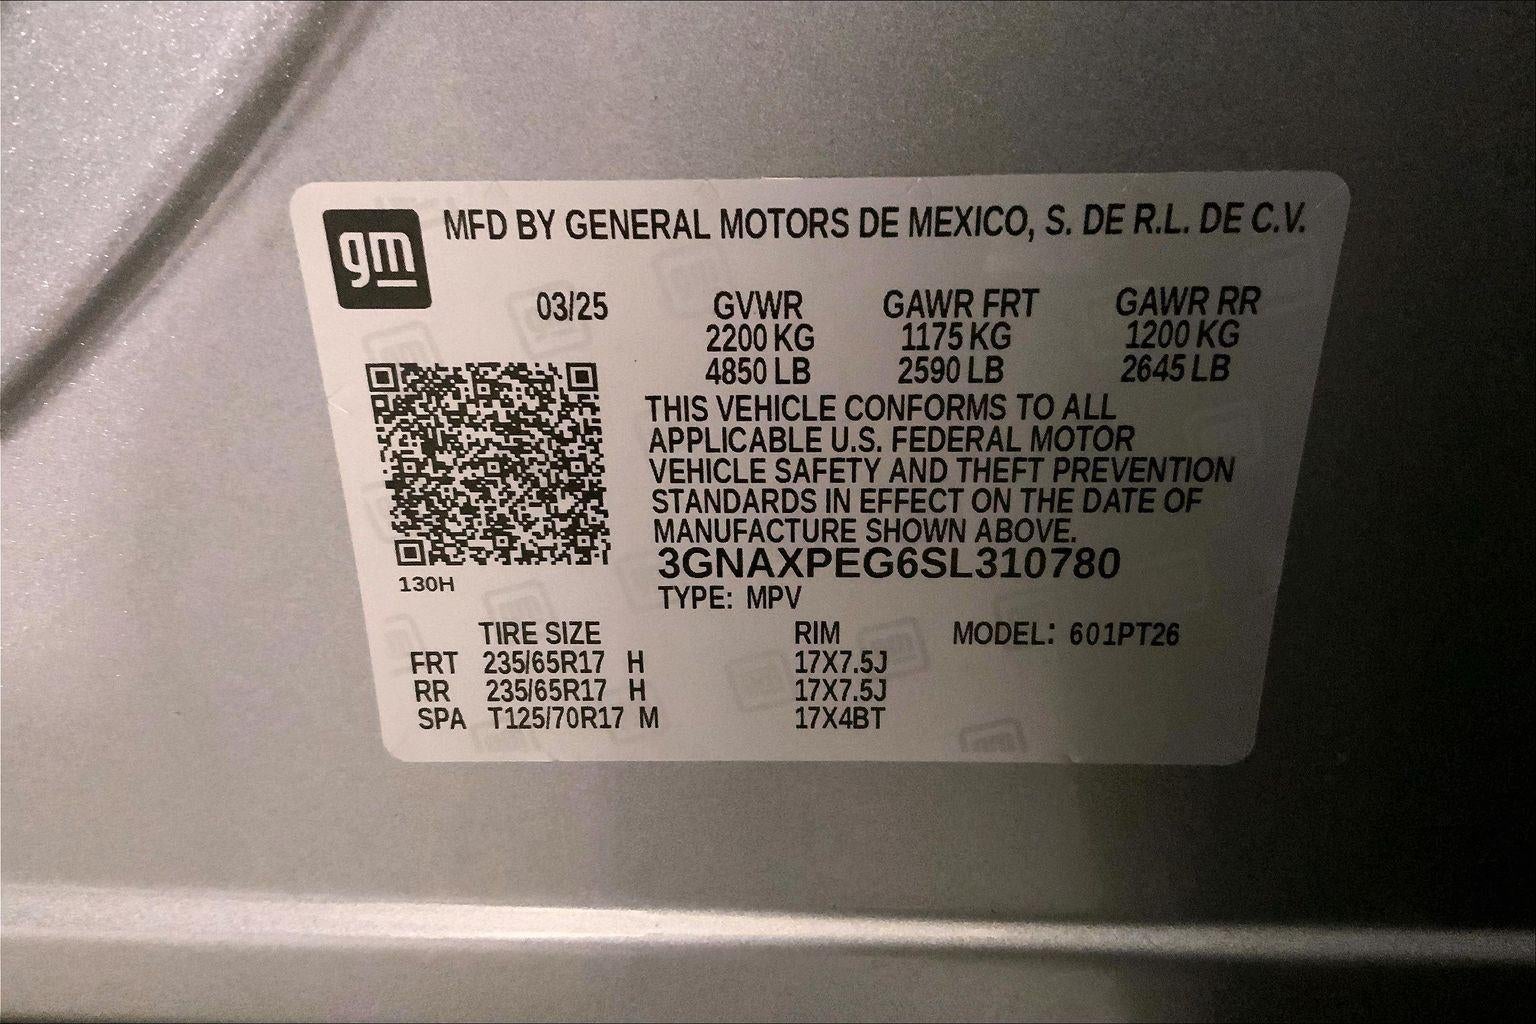 gm
MFD BY GENERAL MOTORS DE MEXICO, S. DE R.L. DE C.V.
03/25 GVWR GAWR FRT GAWR RR
2200 KG 1175 KG 1200 KG
4850 LB 2590 LB 2645 LB
THIS VEHICLE CONFORMS TO ALL
APPLICABLE U.S. FEDERAL MOTOR
VEHICLE SAFETY AND THEFT PREVENTION
STANDARDS IN EFFECT ON THE DATE OF
MANUFACTURE SHOWN ABOVE.
3GNAXPEG6SL310780
130H
TYPE: MPV
TIRE SIZE RIM MODEL: 601PT26
FRT 235/65R17 H 17X7.5J
RR 235/65R17 H 17X7.5J
SPA T125/70R17 M 17X4BT